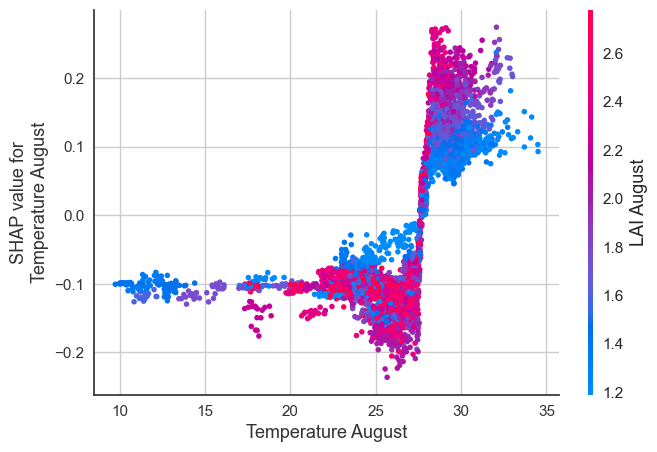 SHAP value for
Temperature August
0.2
0.1
0.0
−0.1
−0.2
10 15 20 25 30 35
Temperature August
2.6
2.4
2.2
2.0
1.8
1.6
1.4
1.2
LAI August